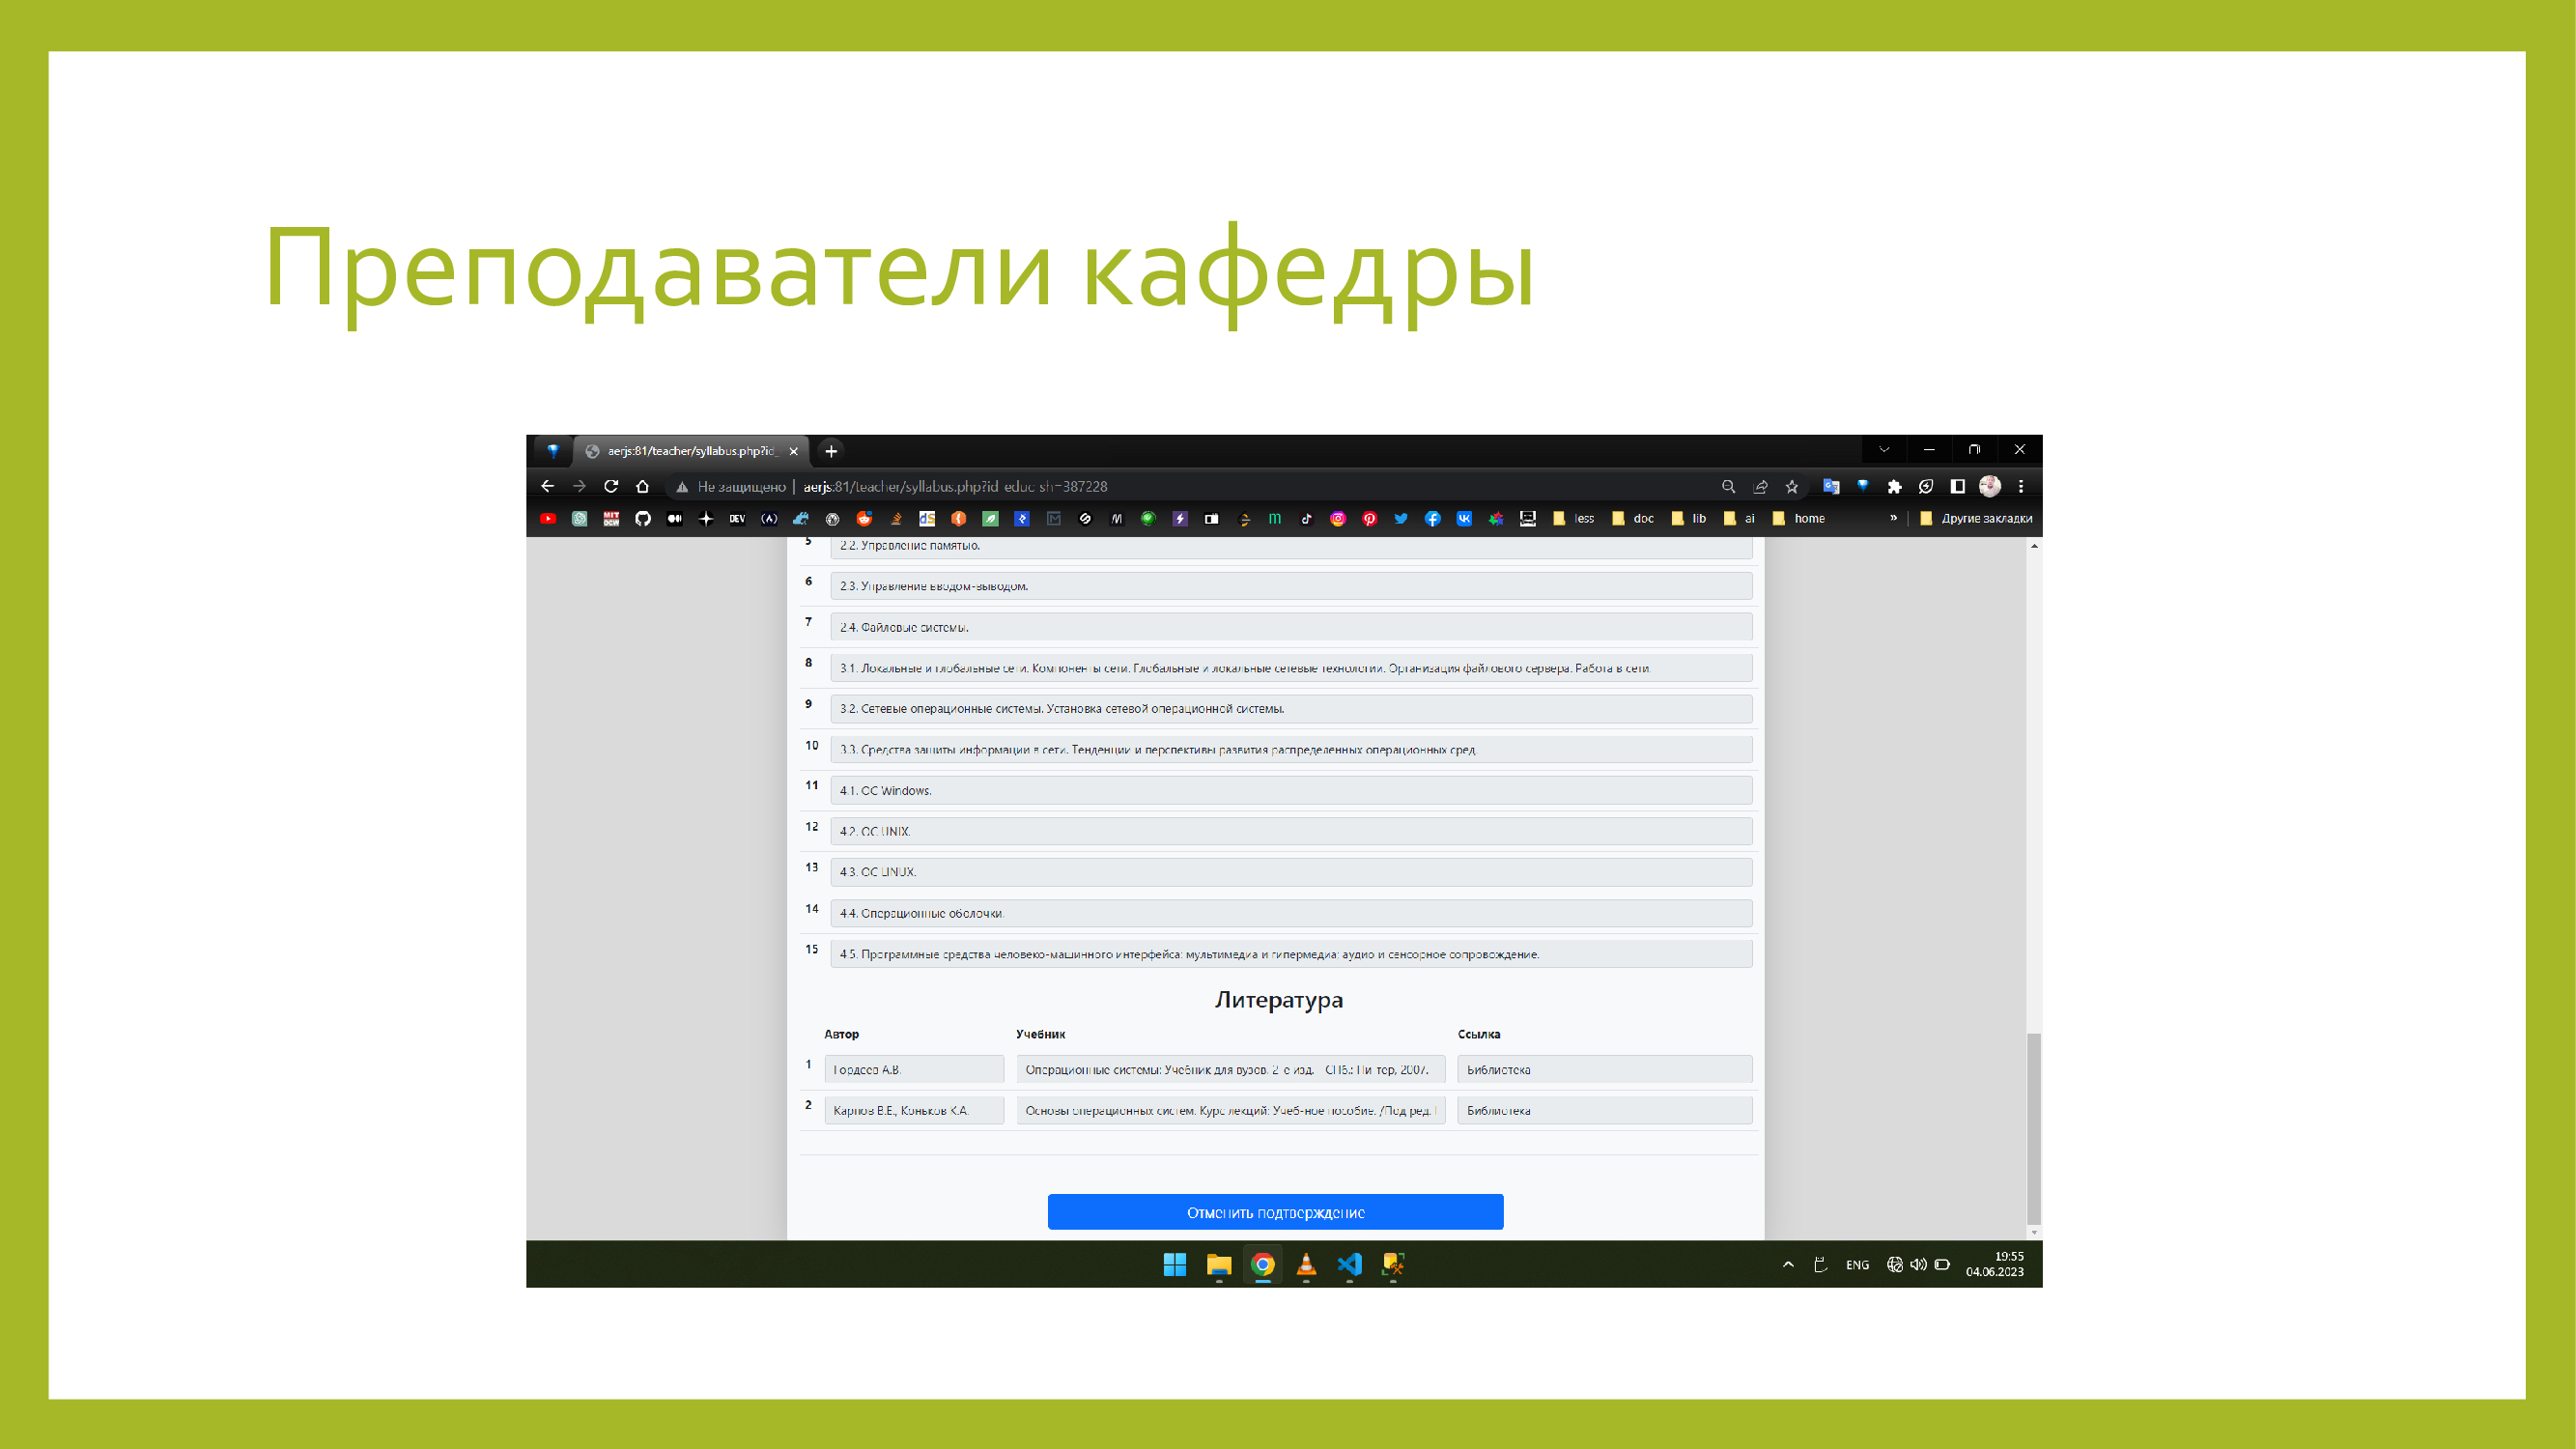 Преподаватели кафедры
aerjs:81/teacher/syllabus.php?id_
Не защищено | aerjs:81/teacher/syllabus.php?id_educ_sh=387228
less doc lib ai home » Другие закладки
5 2.2. Управление памятью.
6 2.3. Управление вводом-выводом.
7 2.4. Файловые системы.
8 3.1. Локальные и глобальные сети. Компоненты сети. Глобальные и локальные сетевые технологии. Организация файлового сервера. Работа в сети.
9 3.2. Сетевые операционные системы. Установка сетевой операционной системы.
10 3.3. Средства защиты информации в сети. Тенденции и перспективы развития распределенных операционных сред.
11 4.1. ОС Windows.
12 4.2. ОС UNIX.
13 4.3. ОС LINUX.
14 4.4. Операционные оболочки.
15 4.5. Программные средства человеко-машинного интерфейса: мультимедиа и гипермедиа; аудио и сенсорное сопровождение.
Литература
Автор Учебник Ссылка
1 Гордеев А.В. Операционные системы: Учебник для вузов. 2-е изд. - СПб.: Пи-тер, 2007. Библиотека
2 Карпов В.Е., Коньков К.А. Основы операционных систем. Курс лекций: Учеб-ное пособие. /Под ред. Библиотека
Отменить подтверждение
ENG
19:55
04.06.2023